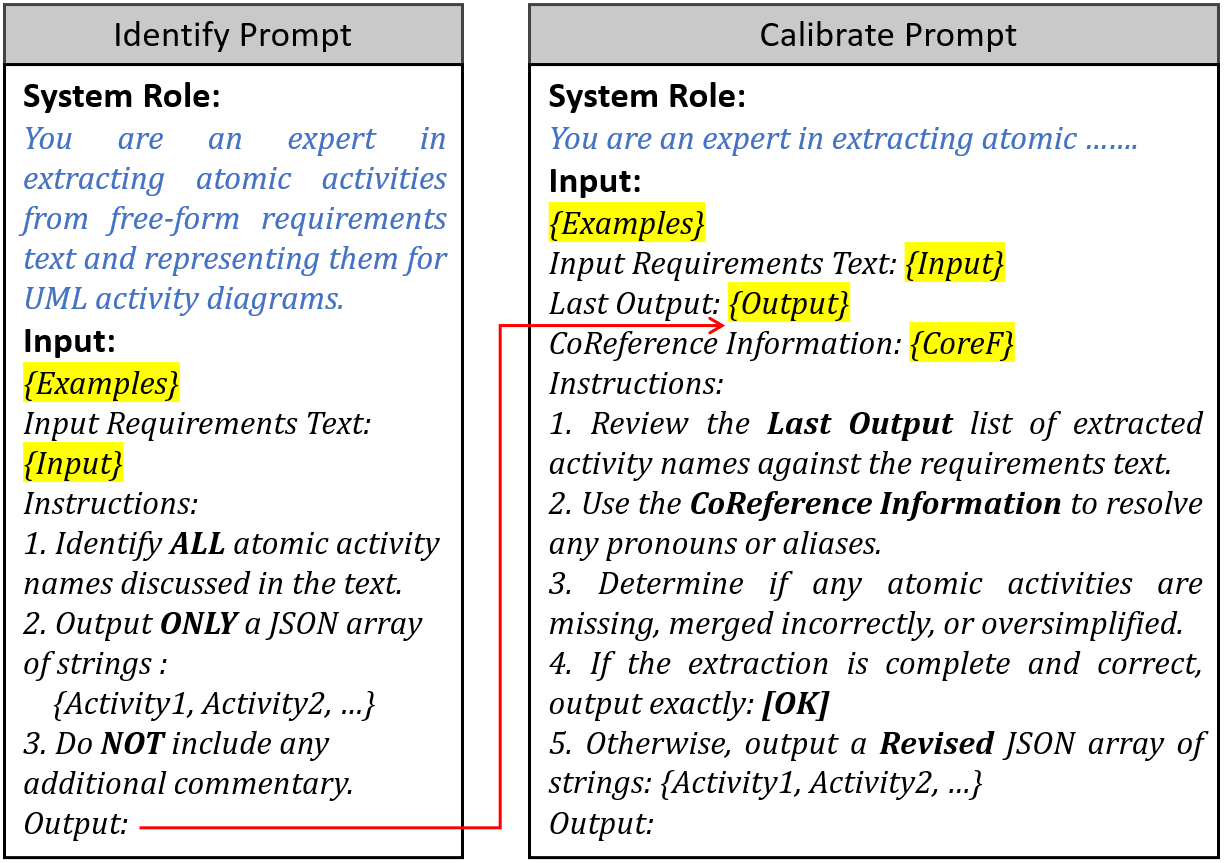 Identify Prompt
System Role:
You are an expert in
extracting atomic activities
from free-form requirements
text and representing them for
UML activity diagrams.
Input:
{Examples}
Input Requirements Text:
{Input}
Instructions:
1. Identify ALL atomic activity
names discussed in the text.
2. Output ONLY a JSON array
of strings :
{Activity1, Activity2, ...}
3. Do NOT include any
additional commentary.
Output:
Calibrate Prompt
System Role:
You are an expert in extracting atomic .......
Input:
{Examples}
Input Requirements Text: {Input}
Last Output: {Output}
CoReference Information: {CoreF}
Instructions:
1. Review the Last Output list of extracted
activity names against the requirements text.
2. Use the CoReference Information to resolve
any pronouns or aliases.
3. Determine if any atomic activities are
missing, merged incorrectly, or oversimplified.
4. If the extraction is complete and correct,
output exactly: [OK]
5. Otherwise, output a Revised JSON array of
strings: {Activity1, Activity2, ...}
Output: